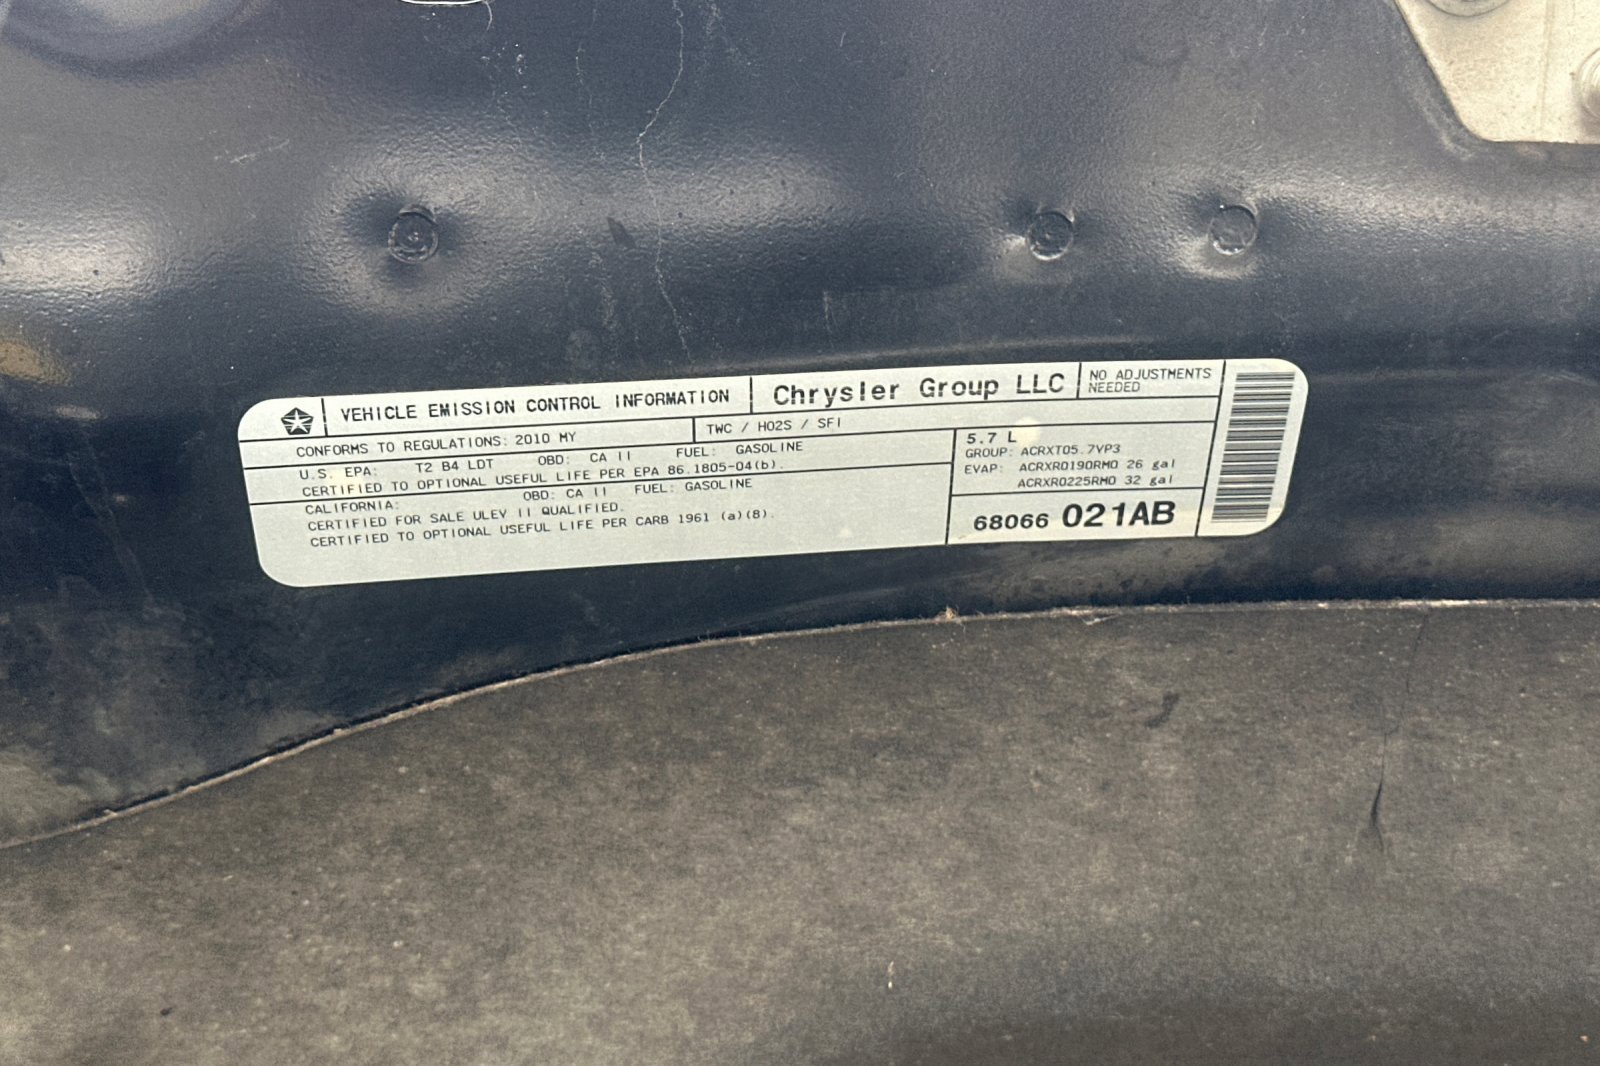 VEHICLE EMISSION CONTROL INFORMATION
Chrysler Group LLC
NO ADJUSTMENTS
NEEDED
CONFORMS TO REGULATIONS: 2010 MY
TWC / HO2S / SFI
U.S. EPA: T2 B4 LDT OBD: CA II FUEL: GASOLINE
CERTIFIED TO OPTIONAL USEFUL LIFE PER EPA 86.1805-04(b).
CALIFORNIA: OBD: CA II FUEL: GASOLINE
CERTIFIED FOR SALE ULEV II QUALIFIED.
CERTIFIED TO OPTIONAL USEFUL LIFE PER CARB 1961 (a)(8).
5.7 L
GROUP: ACRXT05.7VP3
EVAP: ACRXR0190RM0 26 gal
ACRXR0225RM0 32 gal
68066 021AB